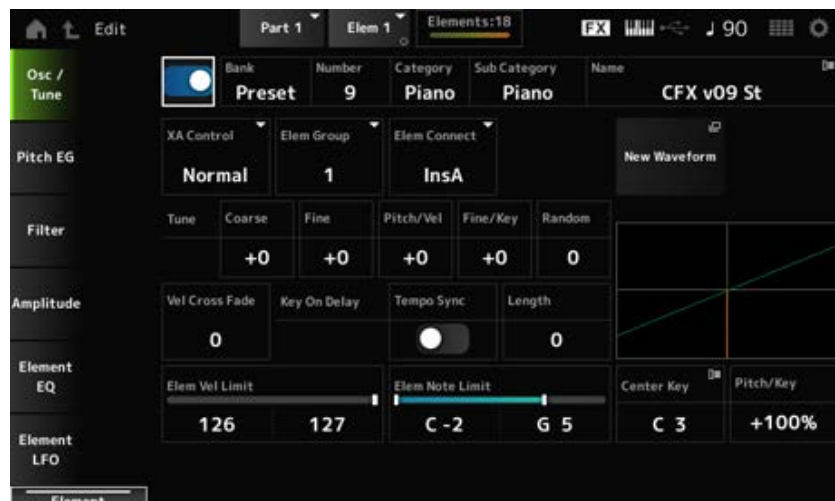 Edit
Part 1
Elem 1
Elements:18
FX
90
Osc /
Tune
Bank
Preset
Number
9
Category
Piano
Sub Category
Piano
Name
CFX v09 St
Pitch EG
XA Control
Normal
Elem Group
1
Elem Connect
InsA
New Waveform
Filter
Tune
Coarse
+0
Fine
+0
Pitch/Vel
+0
Fine/Key
+0
Random
0
Amplitude
Vel Cross Fade
0
Key On Delay
Tempo Sync
Length
0
Element
EQ
Elem Vel Limit
126
127
Elem Note Limit
C -2
G 5
Center Key
C 3
Pitch/Key
+100%
Element
LFO
Element